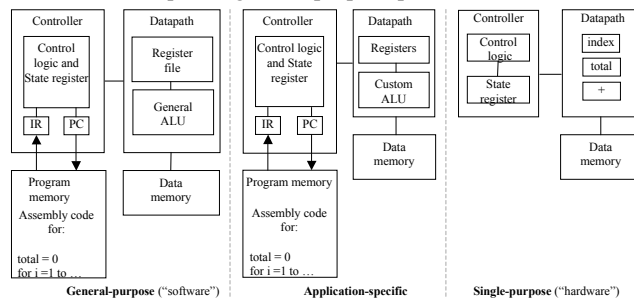 Controller
Datapath
Control
logic and
State register
Register
file
General
ALU
IR
PC
Program
memory
Data
memory
Assembly code
for:
total = 0
for i =1 to …
General-purpose (“software”)
Controller
Datapath
Control logic
and State
register
Registers
Custom
ALU
IR
PC
Data
memory
Program memory
Assembly code
for:
total = 0
for i =1 to …
Application-specific
Controller
Datapath
Control
logic
index
total
State
register
+
Data
memory
Single-purpose (“hardware”)